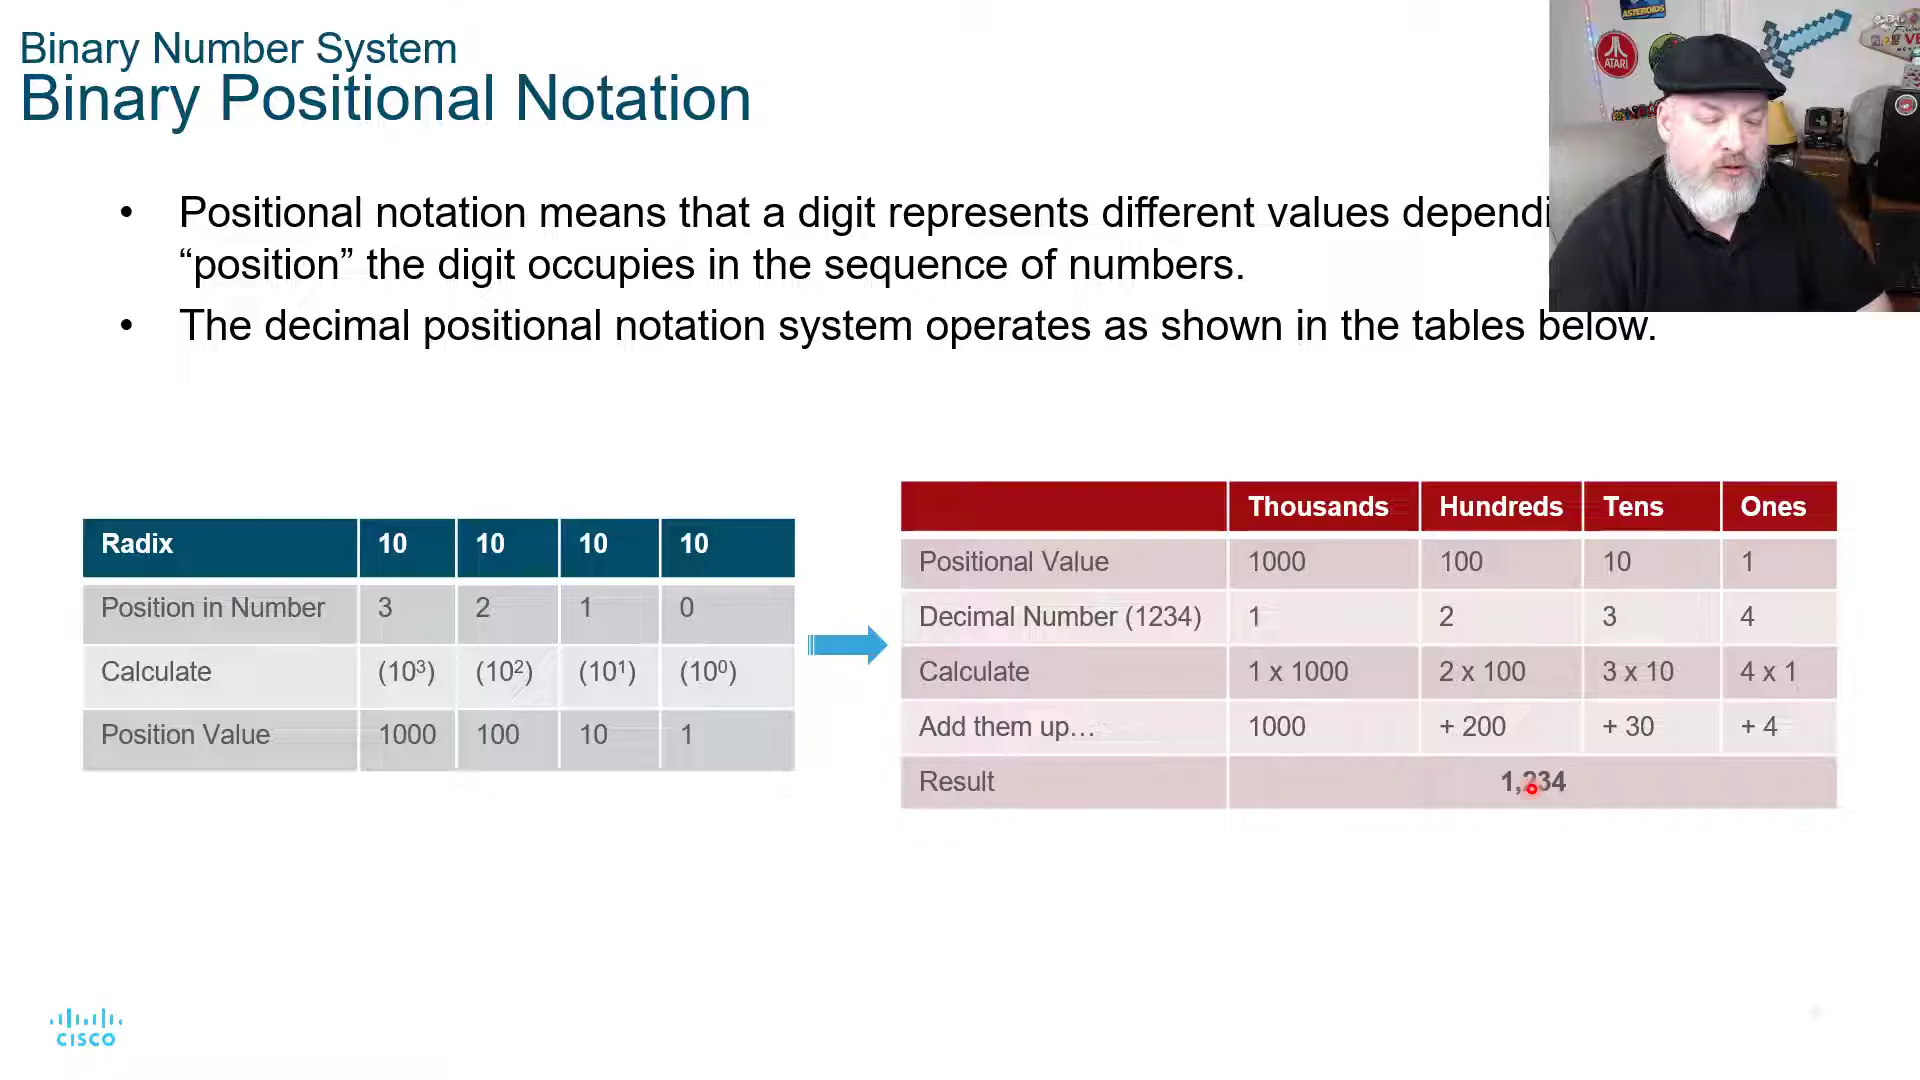 Binary Number System
Binary Positional Notation
ASTEROIDS
ATARI
• Positional notation means that a digit represents different values
“position” the digit occupies in the sequence of numbers.
• The decimal positional notation system operates as shown in the tables below.
Radix 10 10 10 10
Position in Number 3 2 1 0
Calculate (10³) (10²) (10¹) (10⁰)
Position Value 1000 100 10 1
Thousands Hundreds Tens Ones
Positional Value 1000 100 10 1
Decimal Number (1234) 1 2 3 4
Calculate 1 x 1000 2 x 100 3 x 10 4 x 1
Add them up… 1000 + 200 + 30 + 4
Result 1,234
CISCO